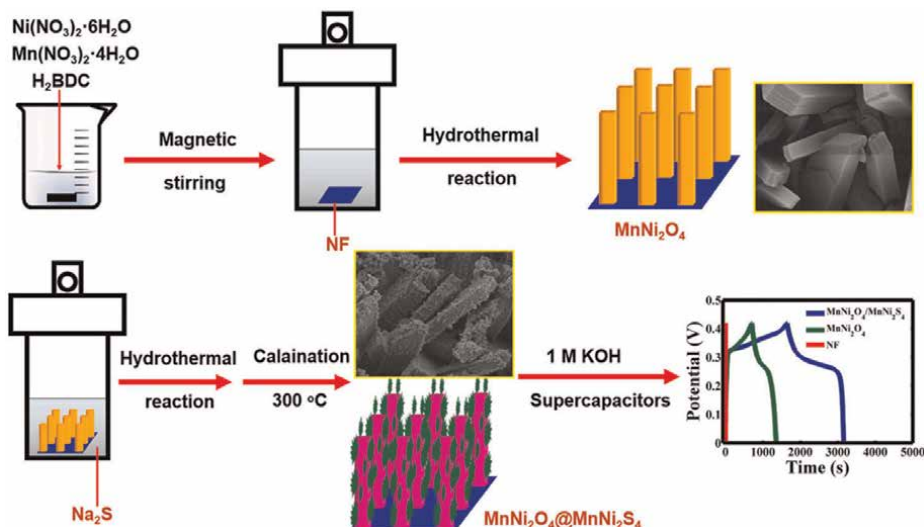 Ni(NO₃)₂·6H₂O
Mn(NO₃)₂·4H₂O
H₂BDC
Magnetic
stirring
NF
Hydrothermal
reaction
MnNi₂O₄
Na₂S
Hydrothermal
reaction
Calaination
300 ᵒC
MnNi₂O₄@MnNi₂S₄
1 M KOH
Supercapacitors
Potential (V)
0.5
0.4
0.3
0.2
0.1
0
MnNi₂O₄/MnNi₂S₄
MnNi₂O₄
NF
0 1000 2000 3000 4000 5000
Time (s)